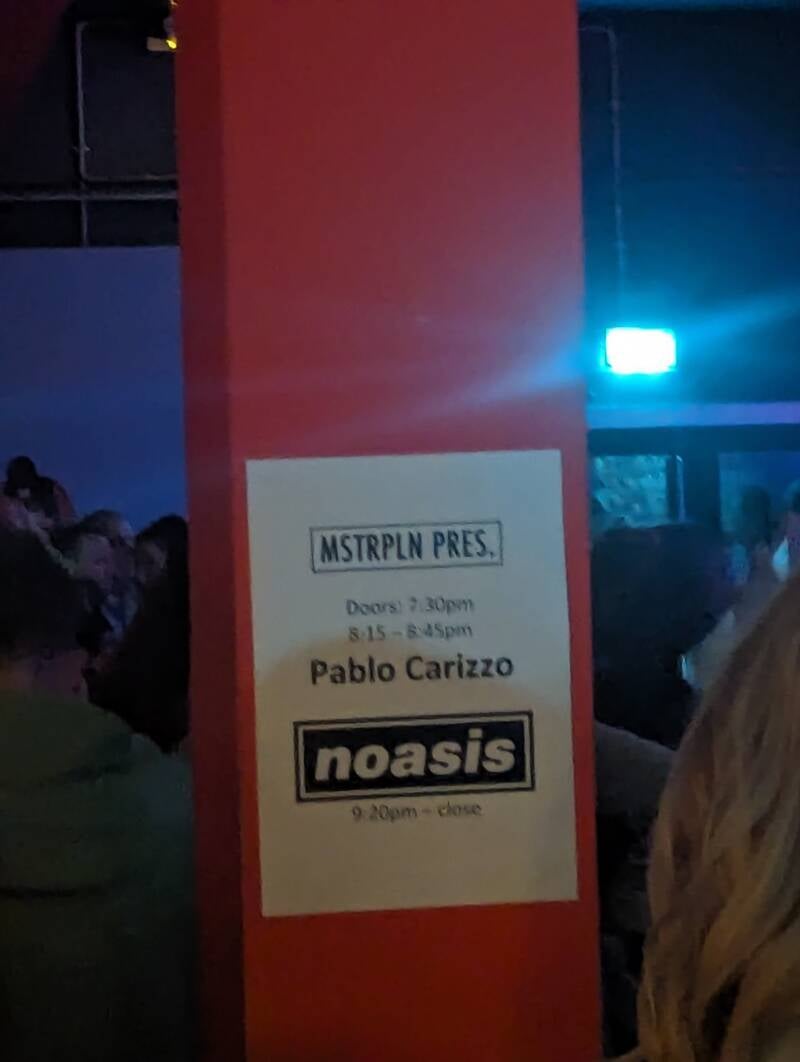 MSTRPLN PRES.
Doors: 7:30pm
8:15 – 8:45pm
Pablo Carizzo
noasis
9:20pm – close